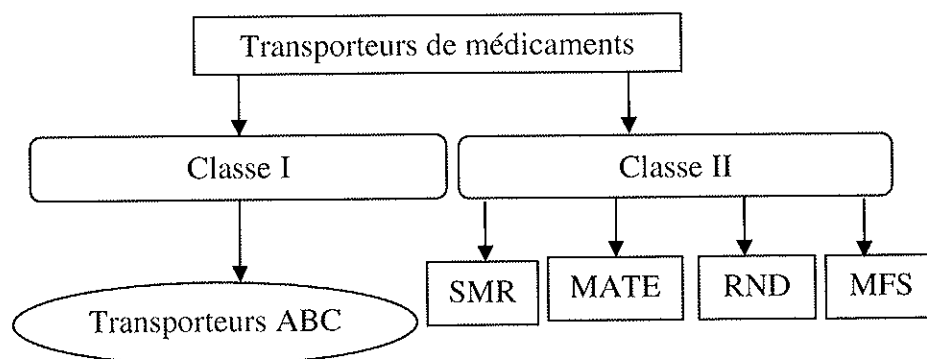 Transporteurs de médicaments
Classe I
Classe II
SMR
MATE
RND
MFS
Transporteurs ABC